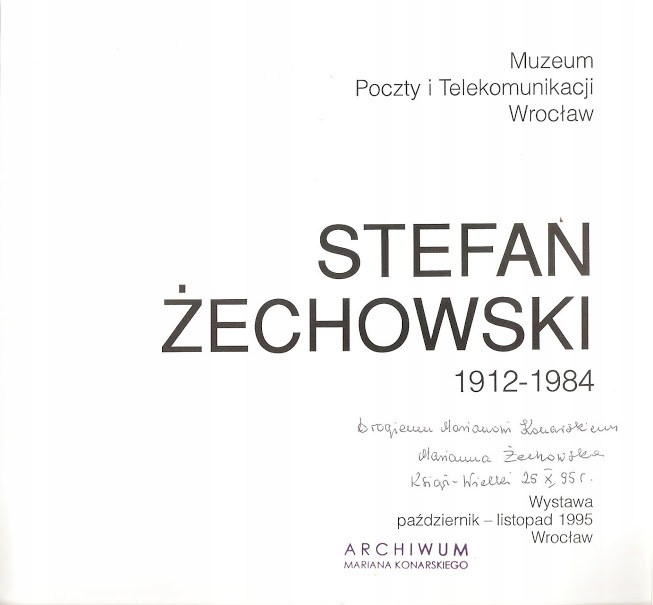 Muzeum
Poczty i Telekomunikacji
Wrocław
STEFAN
ŻECHOWSKI
1912-1984
Drogiemu Marianowi Konarskiemu
Marianna Żechowska
Książ-Wielki 25 X 95 r.
Wystawa
październik – listopad 1995
Wrocław
ARCHIWUM
MARIANA KONARSKIEGO